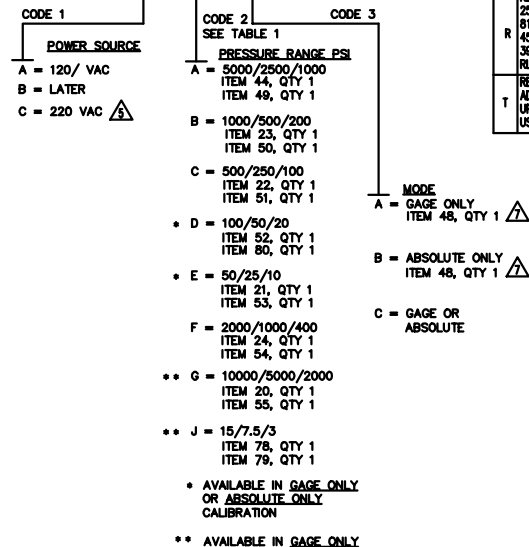 CODE 1
POWER SOURCE
A = 120/ VAC
B = LATER
C = 220 VAC 5
CODE 2
SEE TABLE 1
PRESSURE RANGE PSI
A = 5000/2500/1000
ITEM 44, QTY 1
ITEM 49, QTY 1
B = 1000/500/200
ITEM 23, QTY 1
ITEM 50, QTY 1
C = 500/250/100
ITEM 22, QTY 1
ITEM 51, QTY 1
* D = 100/50/20
ITEM 52, QTY 1
ITEM 80, QTY 1
* E = 50/25/10
ITEM 21, QTY 1
ITEM 53, QTY 1
F = 2000/1000/400
ITEM 24, QTY 1
ITEM 54, QTY 1
** G = 10000/5000/2000
ITEM 20, QTY 1
ITEM 55, QTY 1
** J = 15/7.5/3
ITEM 78, QTY 1
ITEM 79, QTY 1
* AVAILABLE IN GAGE ONLY
OR ABSOLUTE ONLY
CALIBRATION
** AVAILABLE IN GAGE ONLY
CODE 3
MODE
A = GAGE ONLY
ITEM 48, QTY 1 7
B = ABSOLUTE ONLY
ITEM 48, QTY 1 7
C = GAGE OR
ABSOLUTE
R
T